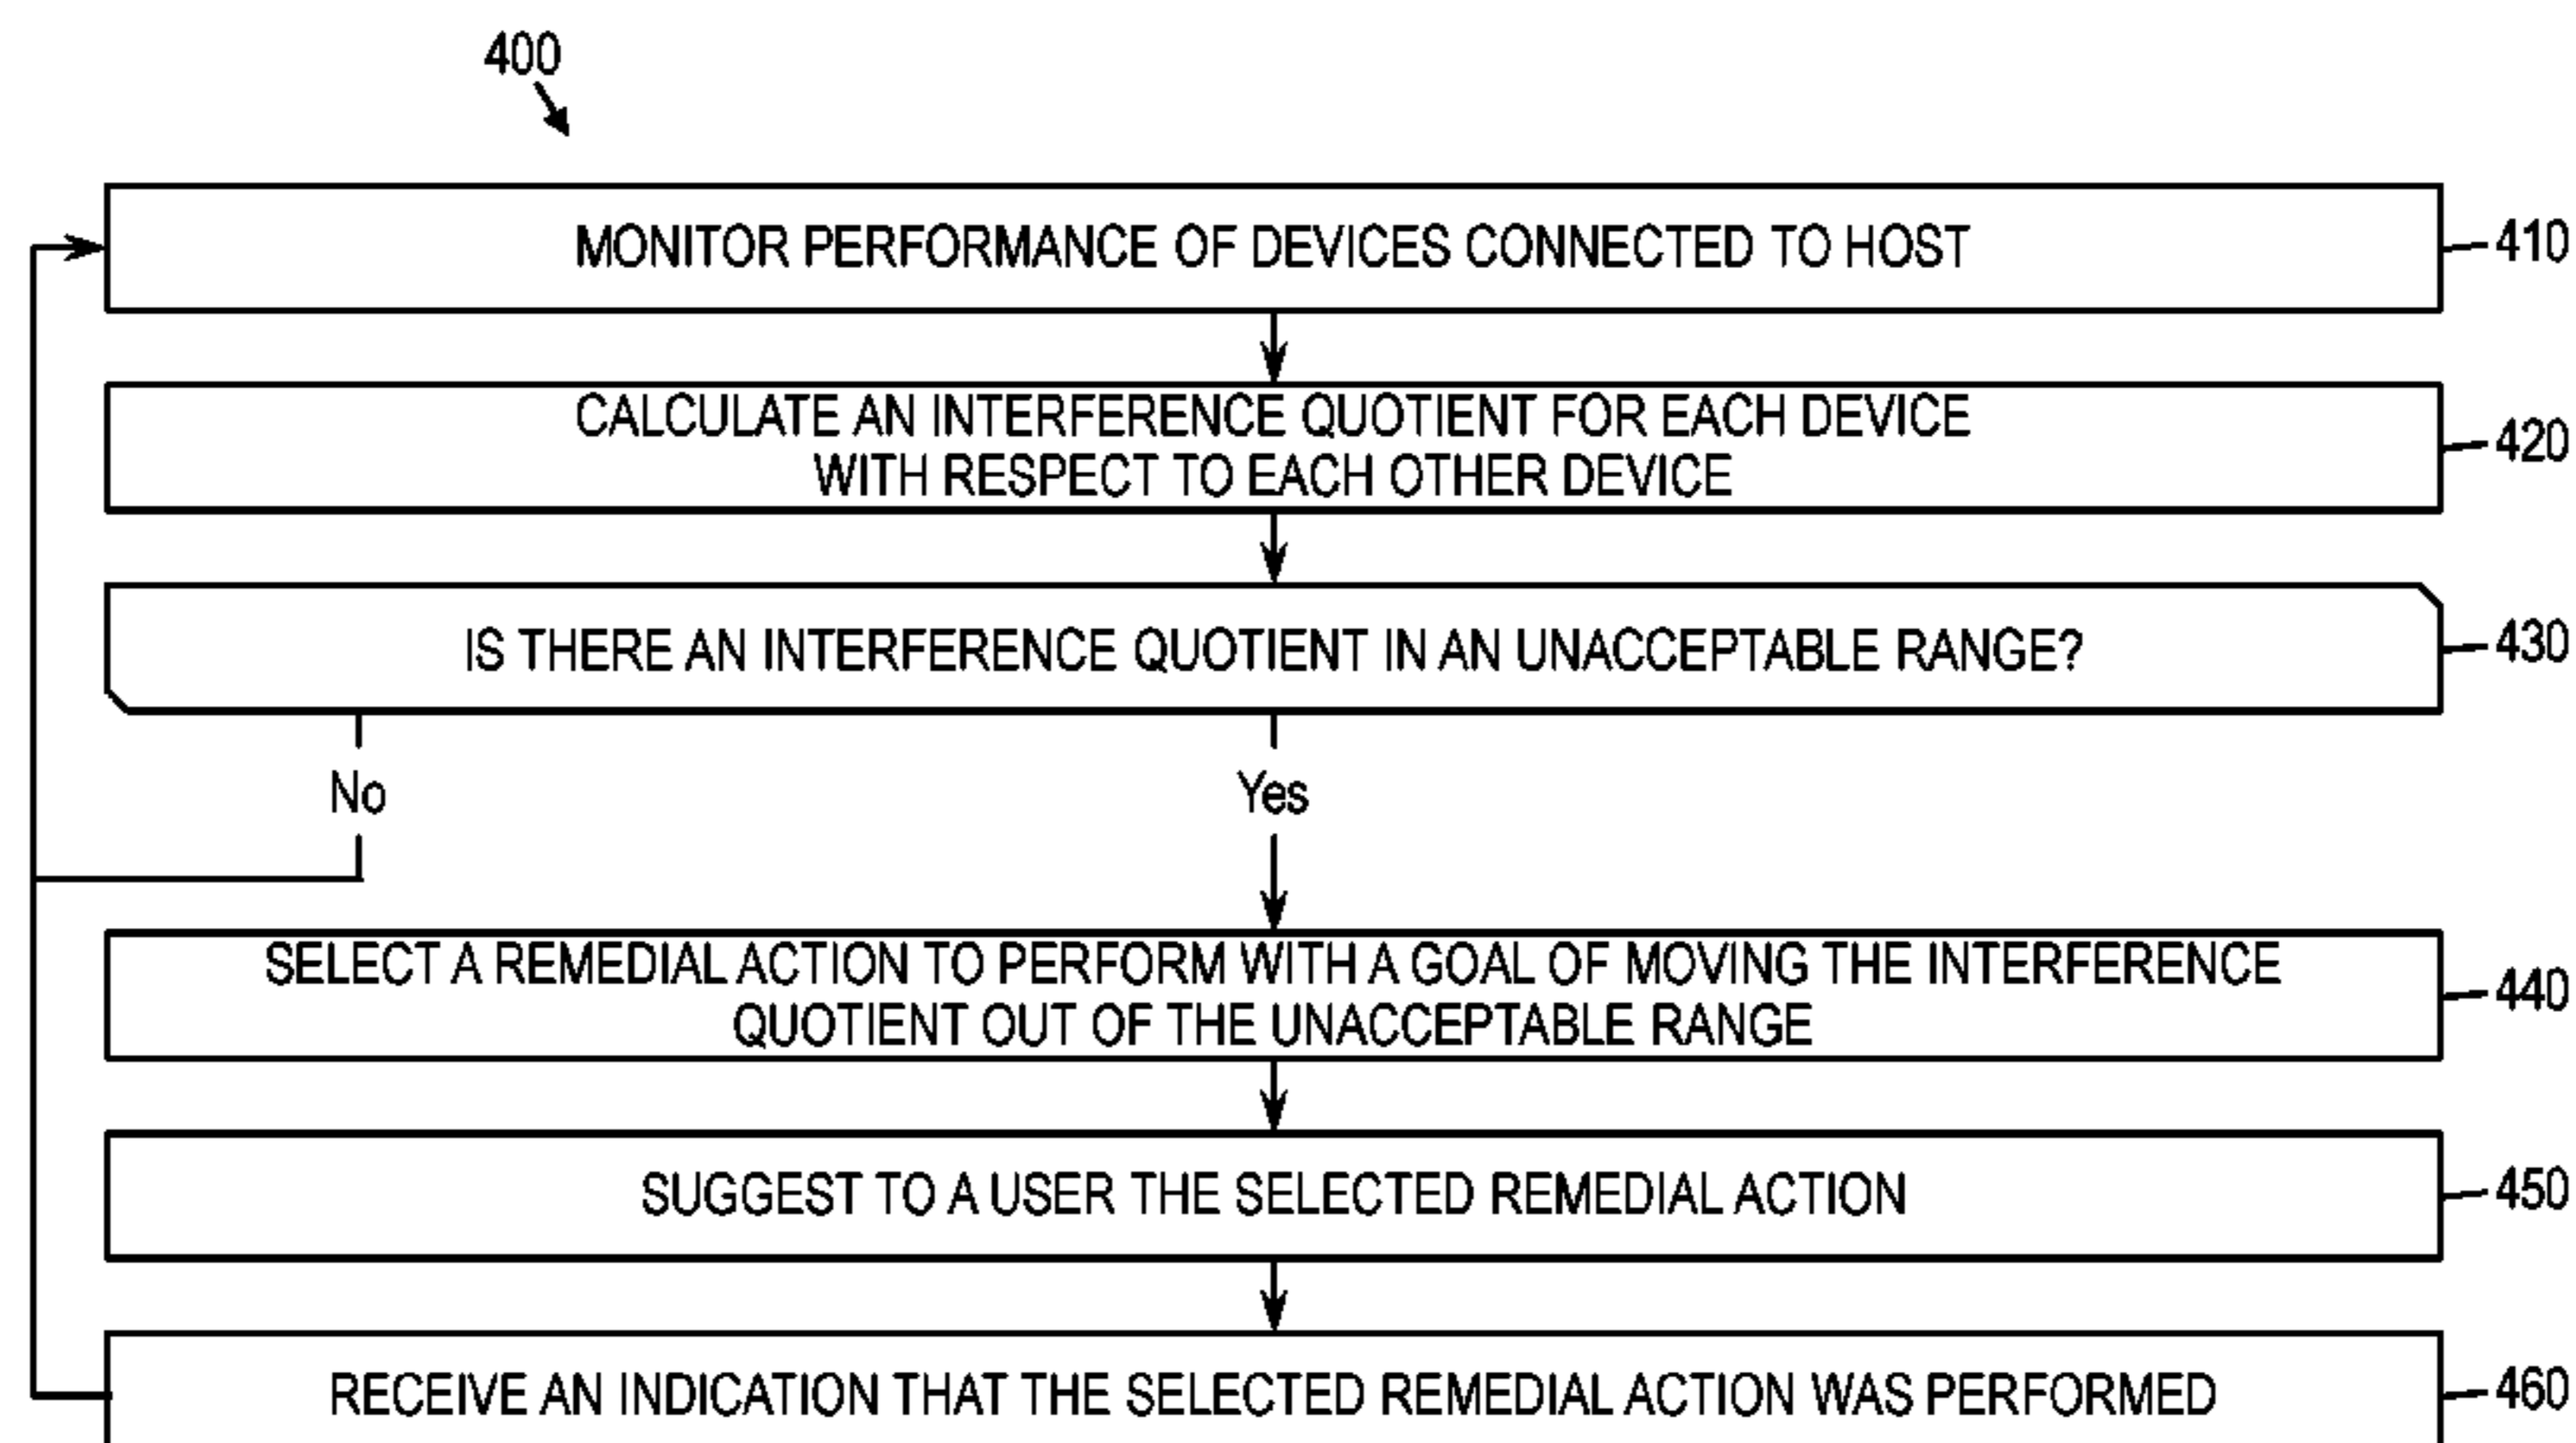 400
MONITOR PERFORMANCE OF DEVICES CONNECTED TO HOST
410
CALCULATE AN INTERFERENCE QUOTIENT FOR EACH DEVICE
WITH RESPECT TO EACH OTHER DEVICE
420
IS THERE AN INTERFERENCE QUOTIENT IN AN UNACCEPTABLE RANGE?
430
No
Yes
SELECT A REMEDIAL ACTION TO PERFORM WITH A GOAL OF MOVING THE INTERFERENCE
QUOTIENT OUT OF THE UNACCEPTABLE RANGE
440
SUGGEST TO A USER THE SELECTED REMEDIAL ACTION
450
RECEIVE AN INDICATION THAT THE SELECTED REMEDIAL ACTION WAS PERFORMED
460